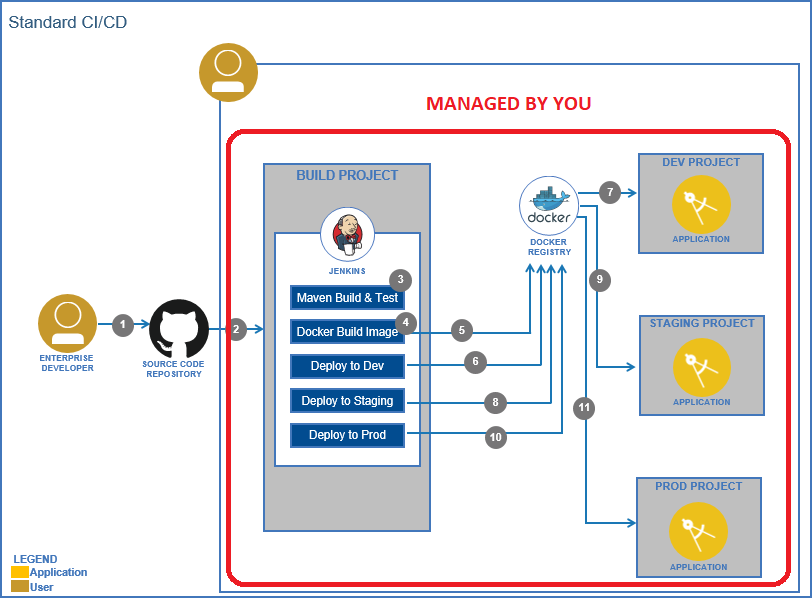 Standard CI/CD
MANAGED BY YOU
BUILD PROJECT
JENKINS
3
Maven Build & Test
4
Docker Build Image
Deploy to Dev
Deploy to Staging
Deploy to Prod
1
2
ENTERPRISE
DEVELOPER
SOURCE CODE
REPOSITORY
5
6
8
10
docker
DOCKER
REGISTRY
7
9
11
DEV PROJECT
APPLICATION
STAGING PROJECT
APPLICATION
PROD PROJECT
APPLICATION
LEGEND
Application
User